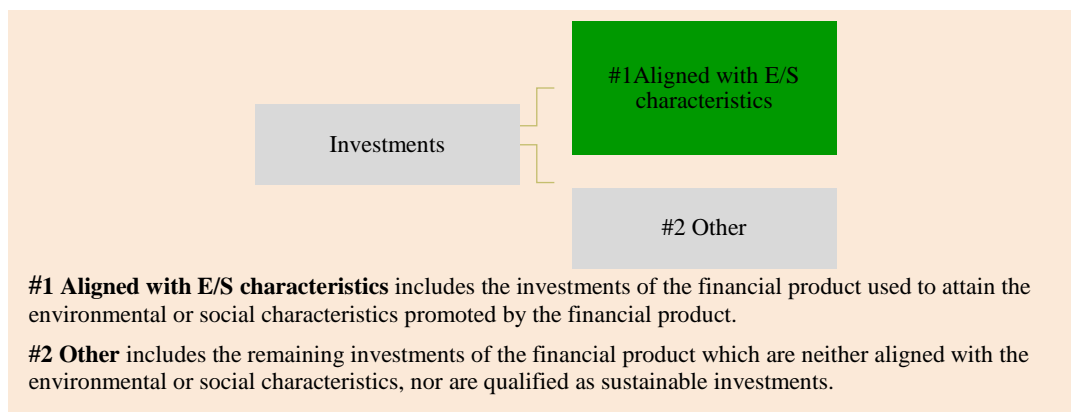 #1Aligned with E/S
characteristics
Investments
#2 Other
#1 Aligned with E/S characteristics includes the investments of the financial product used to attain the
environmental or social characteristics promoted by the financial product.
#2 Other includes the remaining investments of the financial product which are neither aligned with the
environmental or social characteristics, nor are qualified as sustainable investments.